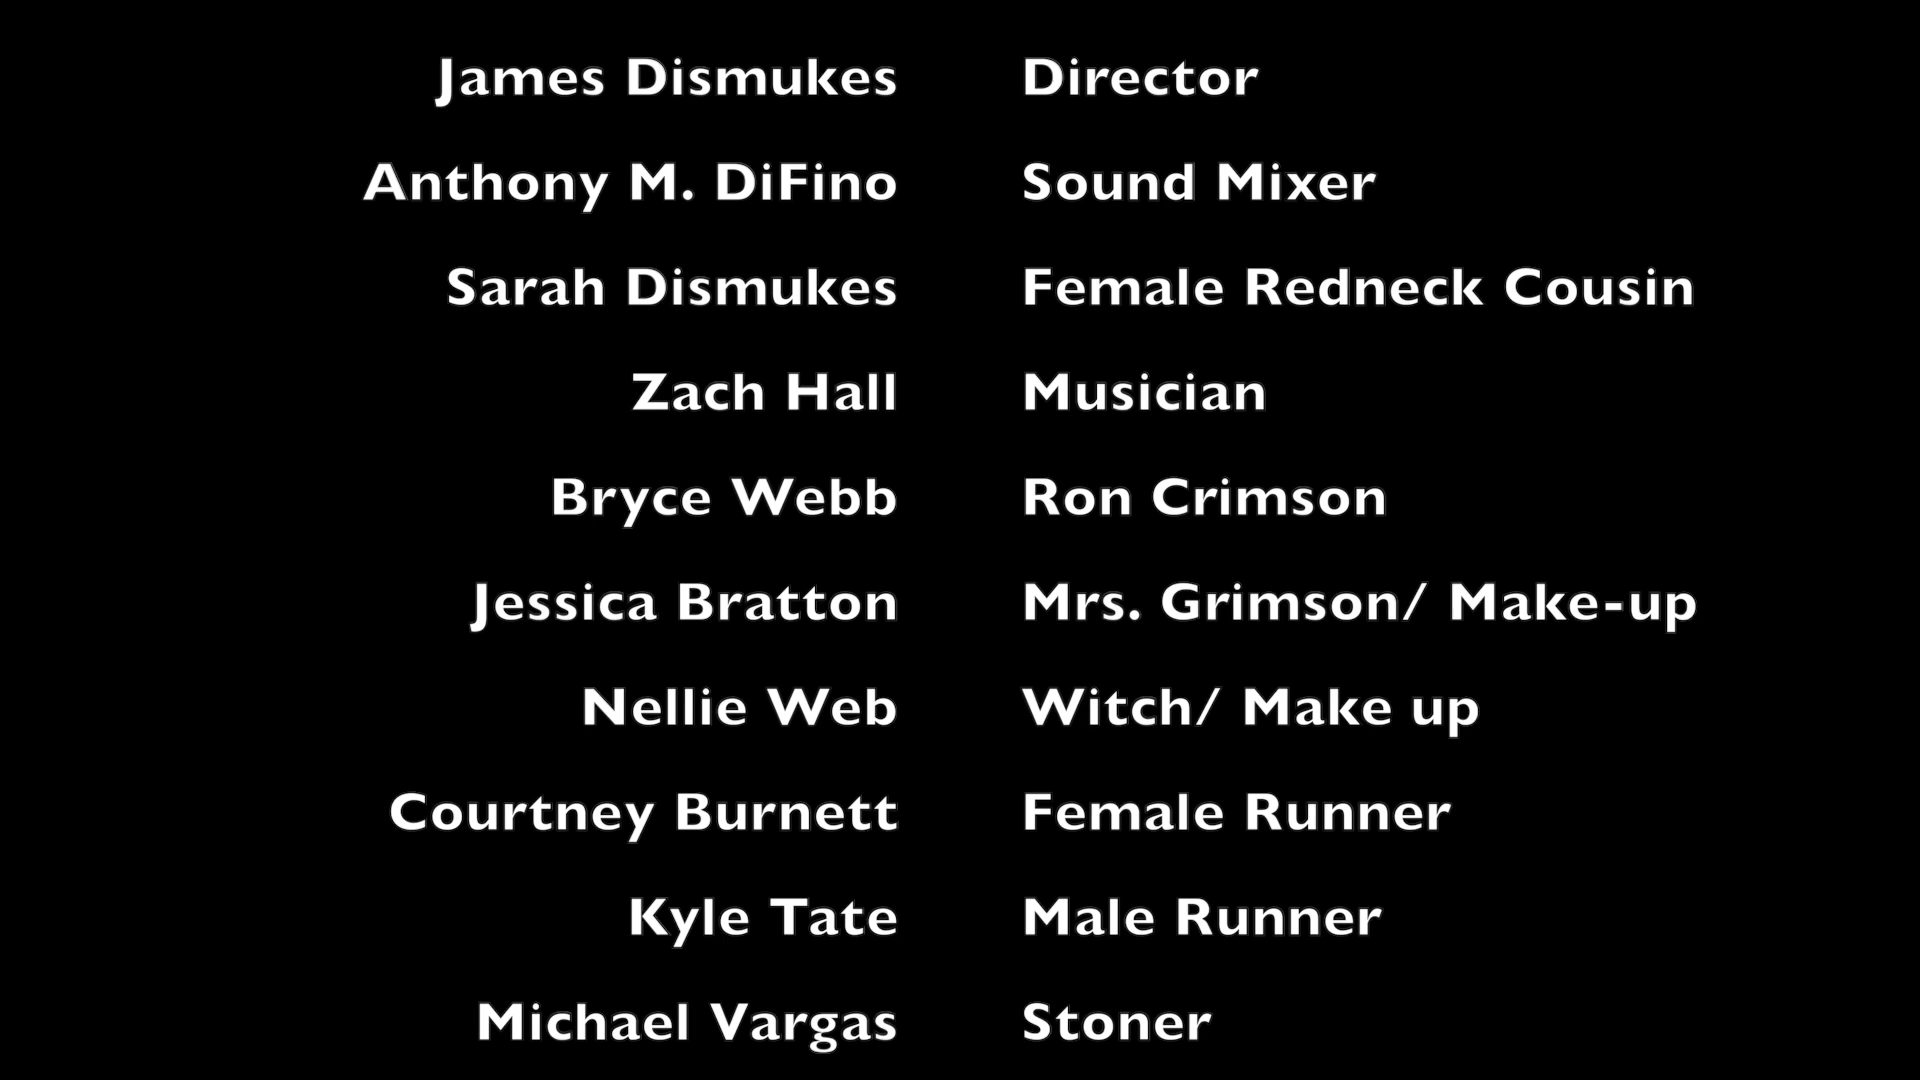 James Dismukes Director
Anthony M. DiFino Sound Mixer
Sarah Dismukes Female Redneck Cousin
Zach Hall Musician
Bryce Webb Ron Crimson
Jessica Bratton Mrs. Grimson/ Make-up
Nellie Web Witch/ Make up
Courtney Burnett Female Runner
Kyle Tate Male Runner
Michael Vargas Stoner